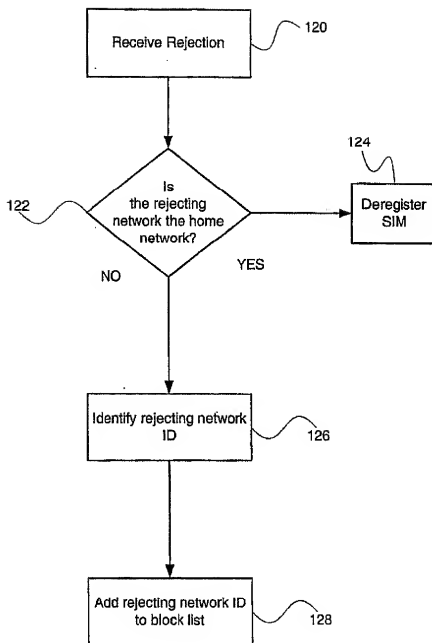 Receive Rejection
120
Is
the rejecting
network the home
network?
122
124
Deregister
SIM
NO
YES
Identify rejecting network
ID
126
Add rejecting network ID
to block list
128